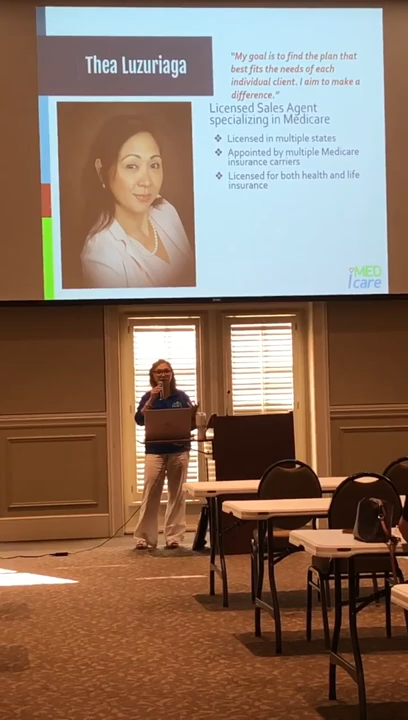 Thea Luzuriaga
"My goal is to find the plan that
best fits the needs of each
individual client. I aim to make a
difference."
Licensed Sales Agent
specializing in Medicare
❖ Licensed in multiple states
❖ Appointed by multiple Medicare
insurance carriers
❖ Licensed for both health and life
insurance
MED
icare